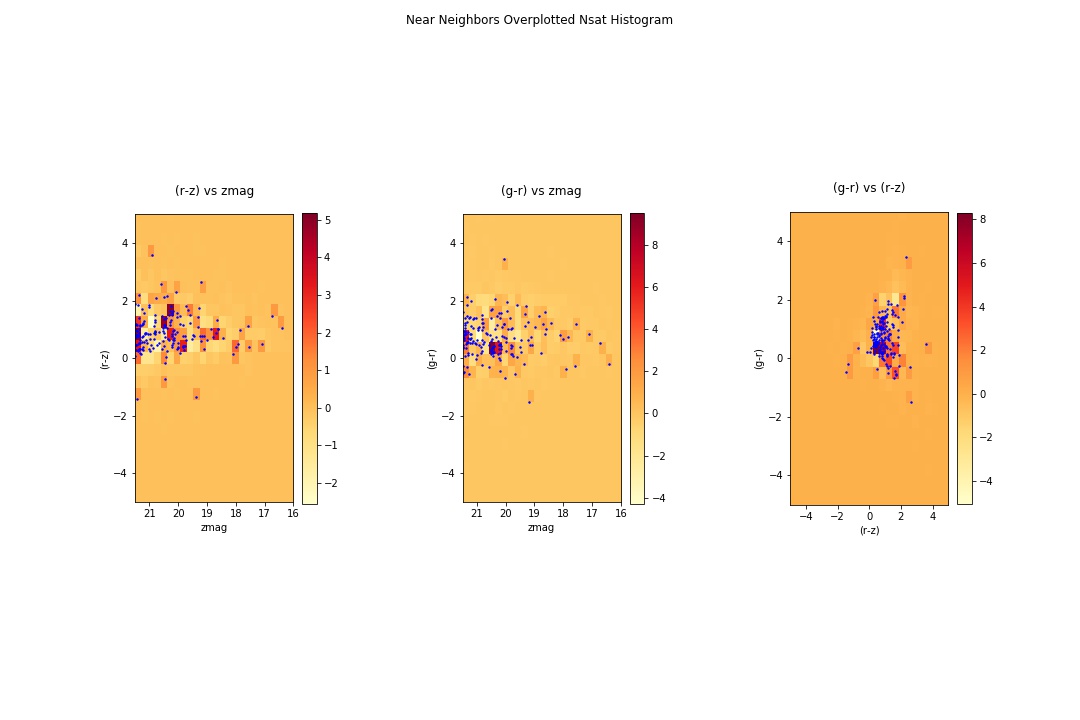 Near Neighbors Overplotted Nsat Histogram
(r-z) vs zmag
4
2
0
−2
−4
(r-z)
21 20 19 18 17 16
zmag
5
4
3
2
1
0
−1
−2
(g-r) vs zmag
4
2
0
−2
−4
(g-r)
21 20 19 18 17 16
zmag
8
6
4
2
0
−2
−4
(g-r) vs (r-z)
4
2
0
−2
−4
(g-r)
−4 −2 0 2 4
(r-z)
8
6
4
2
0
−2
−4